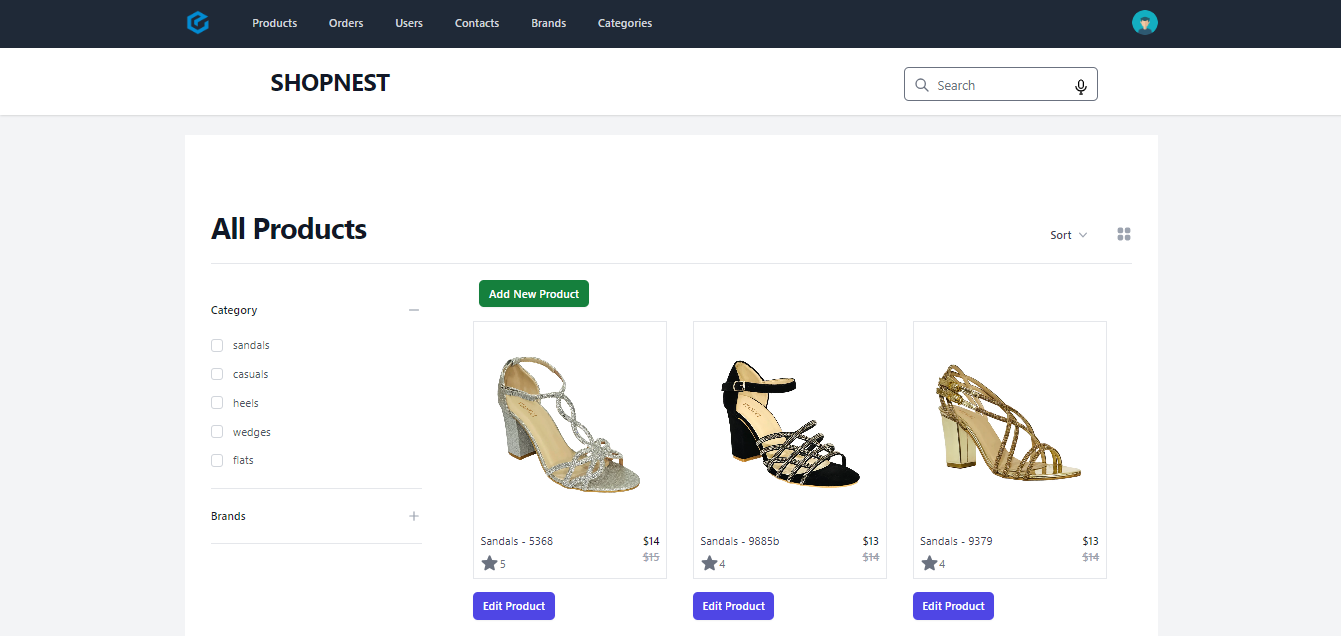 Products Orders Users Contacts Brands Categories
SHOPNEST
Search
All Products
Sort
Add New Product
Category
sandals
casuals
heels
wedges
flats
Brands
Sandals - 5368 $14
5 $15
Edit Product
Sandals - 9885b $13
4 $14
Edit Product
Sandals - 9379 $13
4 $14
Edit Product